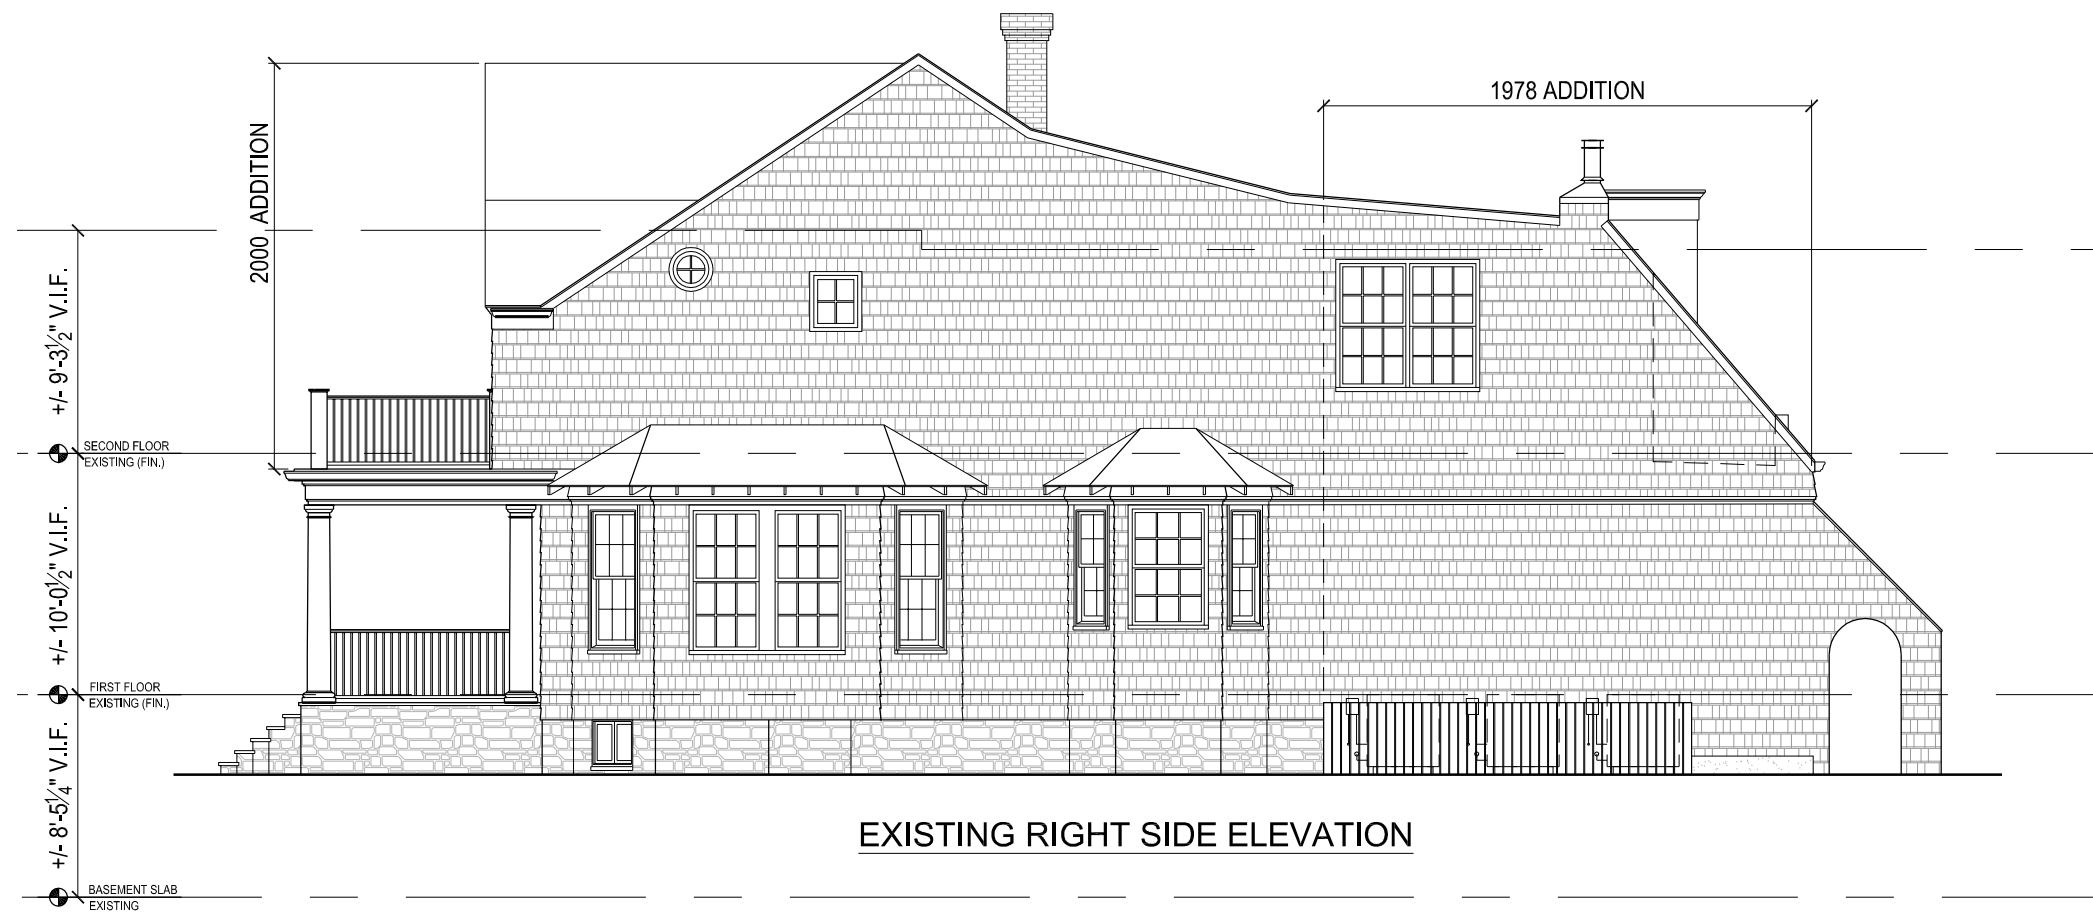 1978 ADDITION
2000 ADDITION
+/- 9'-3½" V.I.F.
SECOND FLOOR
EXISTING (FIN.)
+/- 10'-0½" V.I.F.
FIRST FLOOR
EXISTING (FIN.)
+/- 8'-5¼" V.I.F.
EXISTING RIGHT SIDE ELEVATION
BASEMENT SLAB
EXISTING